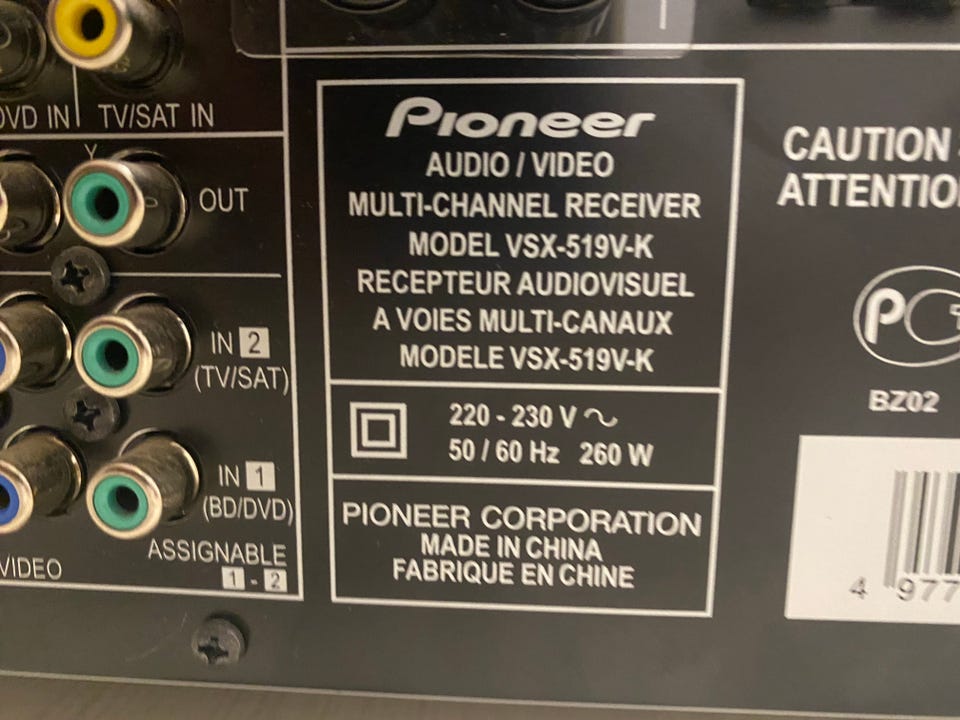 DVD IN
TV/SAT IN
Y
OUT
IN 2
(TV/SAT)
IN 1
(BD/DVD)
VIDEO
ASSIGNABLE
1 - 2
Pioneer
AUDIO / VIDEO
MULTI-CHANNEL RECEIVER
MODEL VSX-519V-K
RECEPTEUR AUDIOVISUEL
A VOIES MULTI-CANAUX
MODELE VSX-519V-K
220 - 230 V ~
50 / 60 Hz 260 W
PIONEER CORPORATION
MADE IN CHINA
FABRIQUE EN CHINE
CAUTION
ATTENTIO
BZ02
4 977